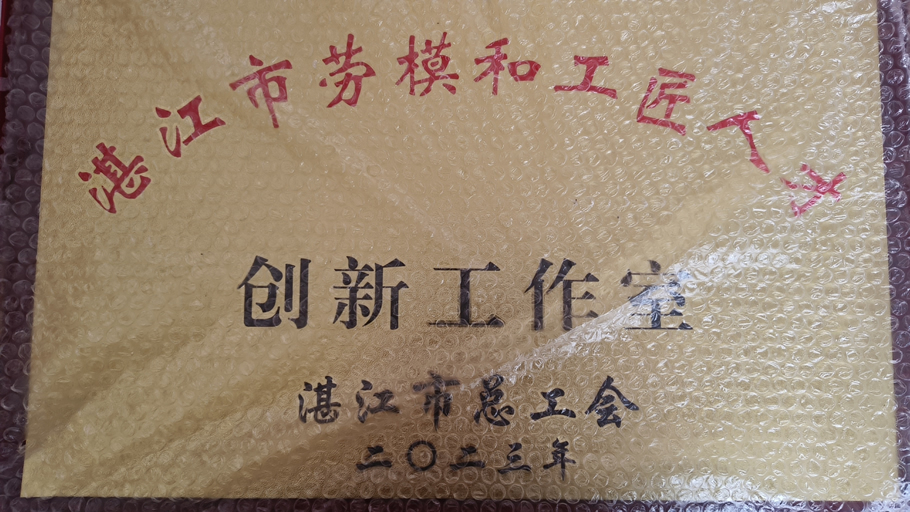 湛江市劳模和工匠人才
创新工作室
湛江市总工会
二〇二三年